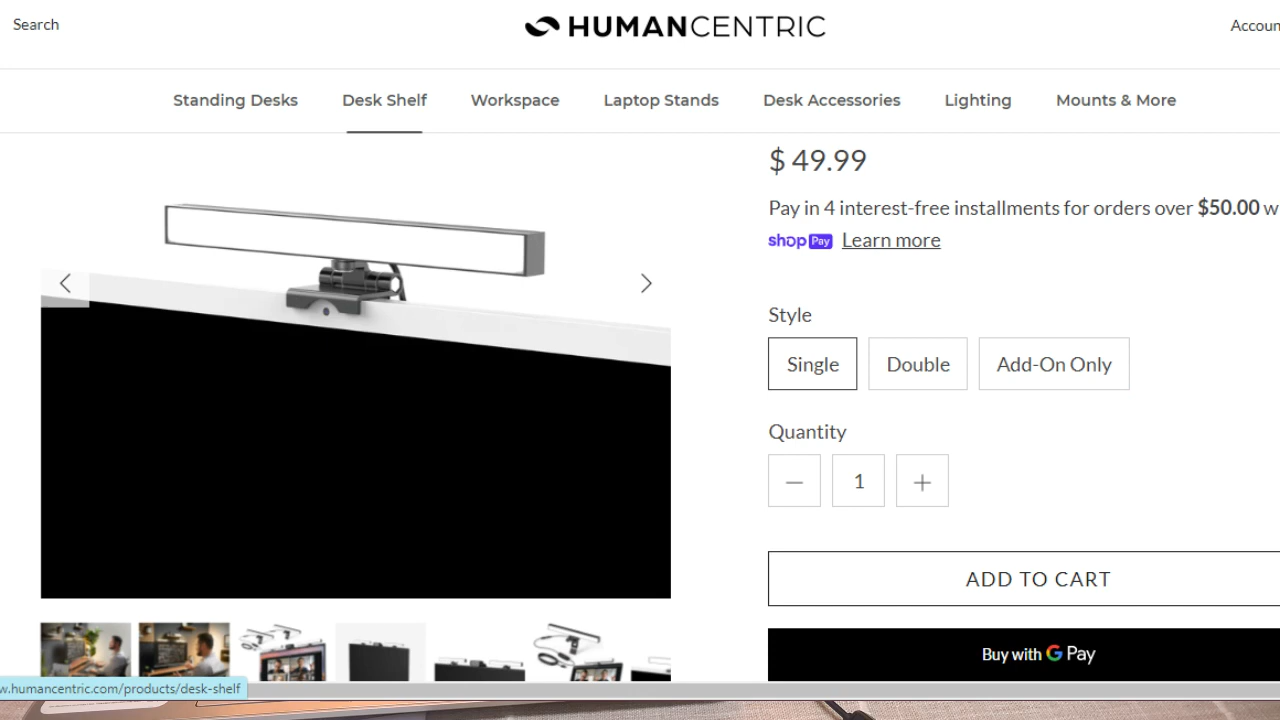 Search
HUMANCENTRIC
Accoun
Standing Desks
Desk Shelf
Workspace
Laptop Stands
Desk Accessories
Lighting
Mounts & More
$ 49.99
Pay in 4 interest-free installments for orders over $50.00 w
shop Pay Learn more
Style
Single
Double
Add-On Only
Quantity
1
ADD TO CART
Buy with G Pay
w.humancentric.com/products/desk-shelf